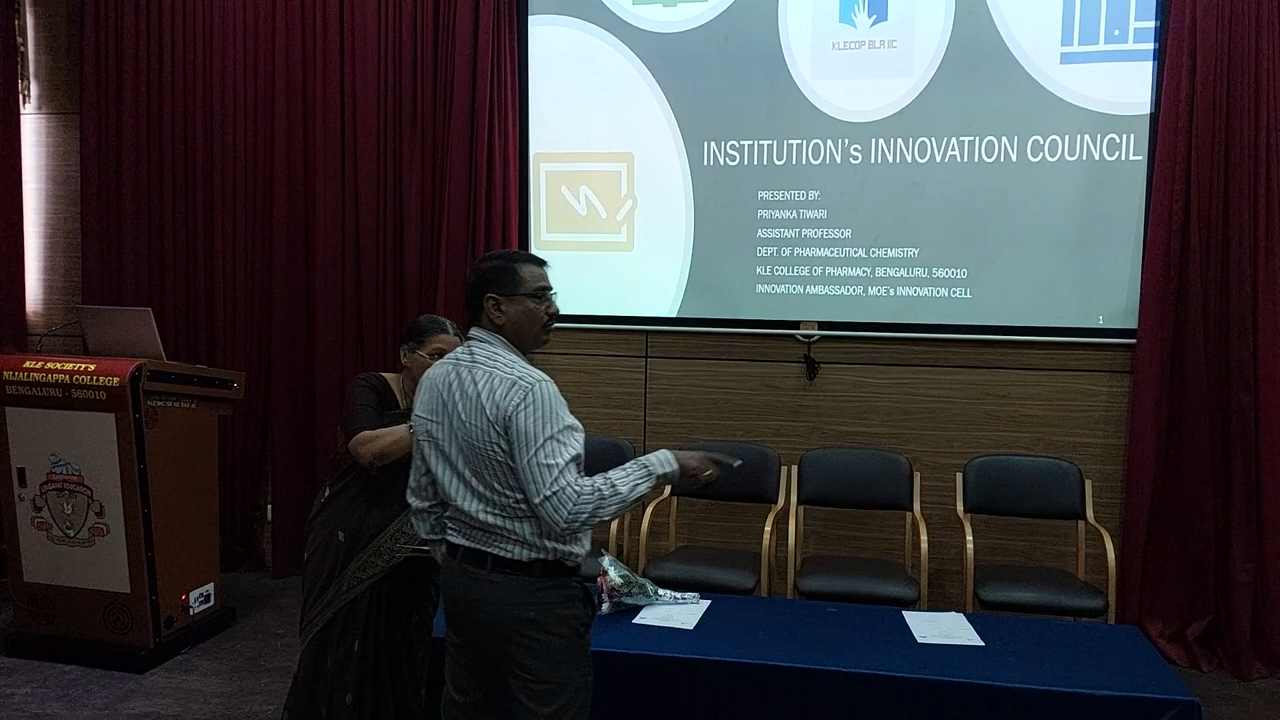 KLECOP BLR IIC
INSTITUTION's INNOVATION COUNCIL
PRESENTED BY:
PRIYANKA TIWARI
ASSISTANT PROFESSOR
DEPT. OF PHARMACEUTICAL CHEMISTRY
KLE COLLEGE OF PHARMACY, BENGALURU, 560010
INNOVATION AMBASSADOR, MOE's INNOVATION CELL
1
KLE SOCIETY'S
NIJALINGAPPA COLLEGE
BENGALURU - 560010